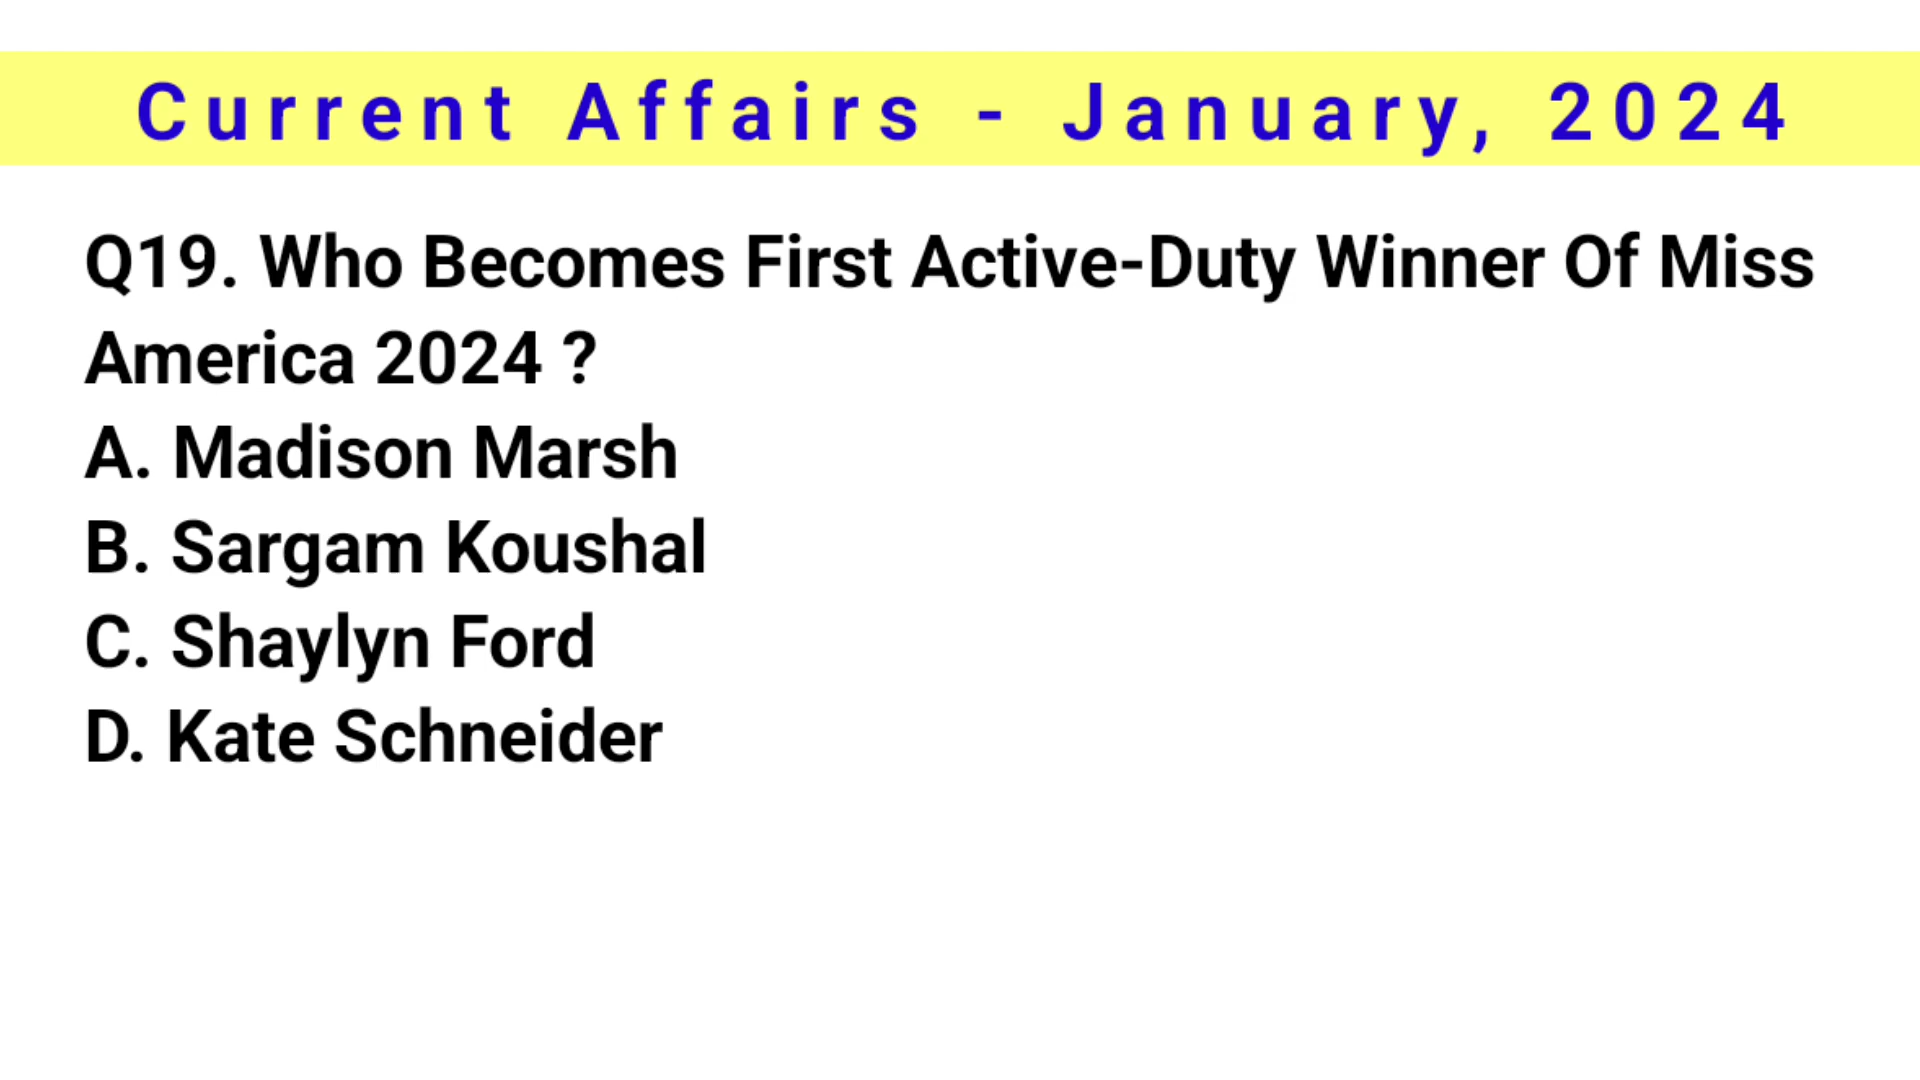 Current Affairs - January, 2024
Q19. Who Becomes First Active-Duty Winner Of Miss
America 2024 ?
A. Madison Marsh
B. Sargam Koushal
C. Shaylyn Ford
D. Kate Schneider